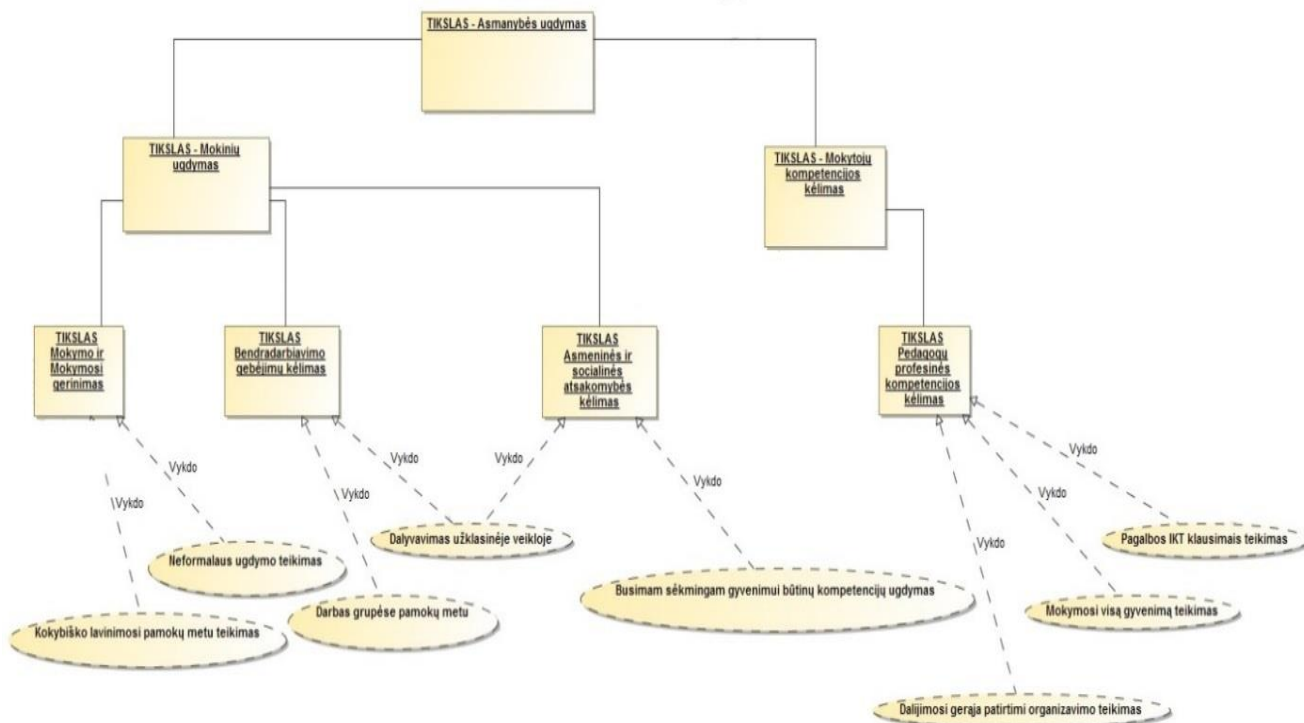 TIKSLAS - Asmanybės ugdymas
TIKSLAS - Mokinių
ugdymas
TIKSLAS - Mokytojų
kompetencijos
kėlimas
TIKSLAS
Mokymo ir
Mokymosi
gerinimas
TIKSLAS
Bendradarbiavimo
gebėjimų kėlimas
TIKSLAS
Asmeninės ir
socialinės
atsakomybės
kėlimas
TIKSLAS
Pedagogų
profesinės
kompetencijos
kėlimas
Vykdo
Vykdo
Vykdo
Vykdo
Vykdo
Vykdo
Vykdo
Vykdo
Vykdo
Dalyvavimas užklasinėje veikloje
Pagalbos IKT klausimais teikimas
Neformalaus ugdymo teikimas
Busimam sėkmingam gyvenimui būtinų kompetencijų ugdymas
Darbas grupėse pamokų metu
Mokymosi visą gyvenimą teikimas
Kokybiško lavinimosi pamokų metu teikimas
Dalijimosi gerąja patirtimi organizavimo teikimas